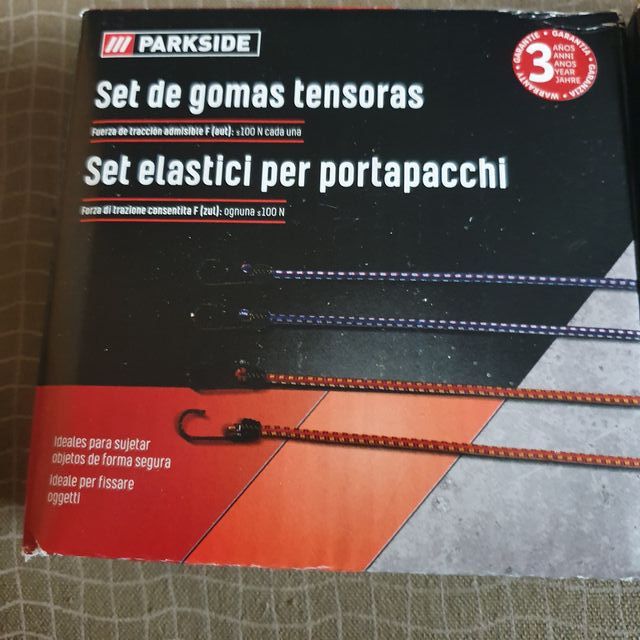 PARKSIDE
GARANTIE • GARANTÍA • GARANZIA • WARRANTY
3 AÑOS
ANNI
ANOS
YEAR
JAHRE
Set de gomas tensoras
Fuerza de tracción admisible F (aut): ≤100 N cada una
Set elastici per portapacchi
Forza di trazione consentita F (zul): ognuna ≤100 N
Ideales para sujetar
objetos de forma segura
Ideale per fissare
oggetti